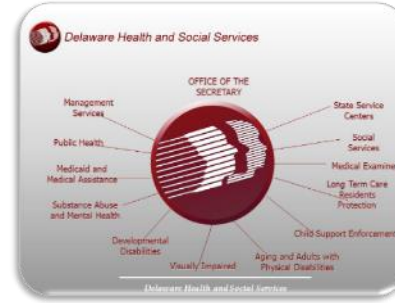 Delaware Health and Social Services
OFFICE OF THE
SECRETARY
Management
Services
Public Health
Medicaid and
Medical Assistance
Substance Abuse
and Mental Health
Developmental
Disabilities
Visually Impaired
Aging and Adults with
Physical Disabilities
Child Support Enforcement
Long Term Care
Residents
Protection
Medical Examiner
Social
Services
State Service
Centers
Delaware Health and Social Services